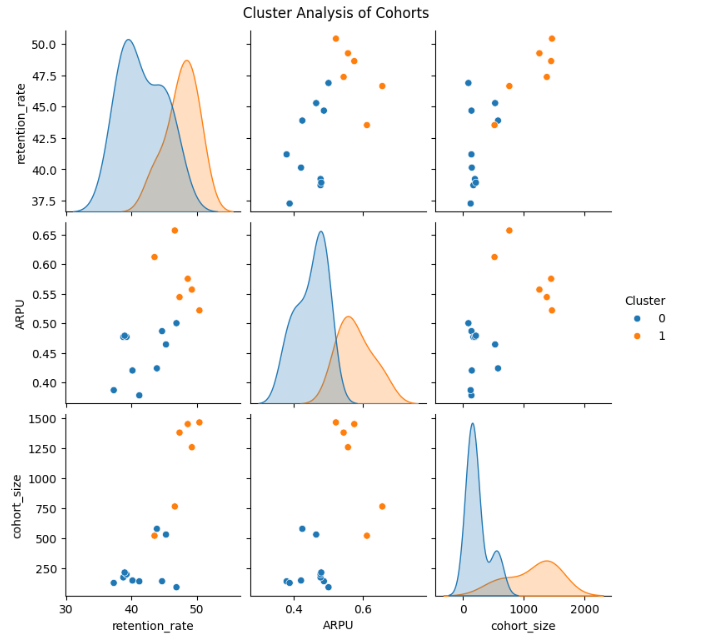 Cluster Analysis of Cohorts
50.0
47.5
45.0
42.5
40.0
37.5
retention_rate
0.65
0.60
0.55
0.50
0.45
0.40
ARPU
Cluster
0
1
1500
1250
1000
750
500
250
cohort_size
30 40 50
retention_rate
0.4 0.6
ARPU
0 1000 2000
cohort_size